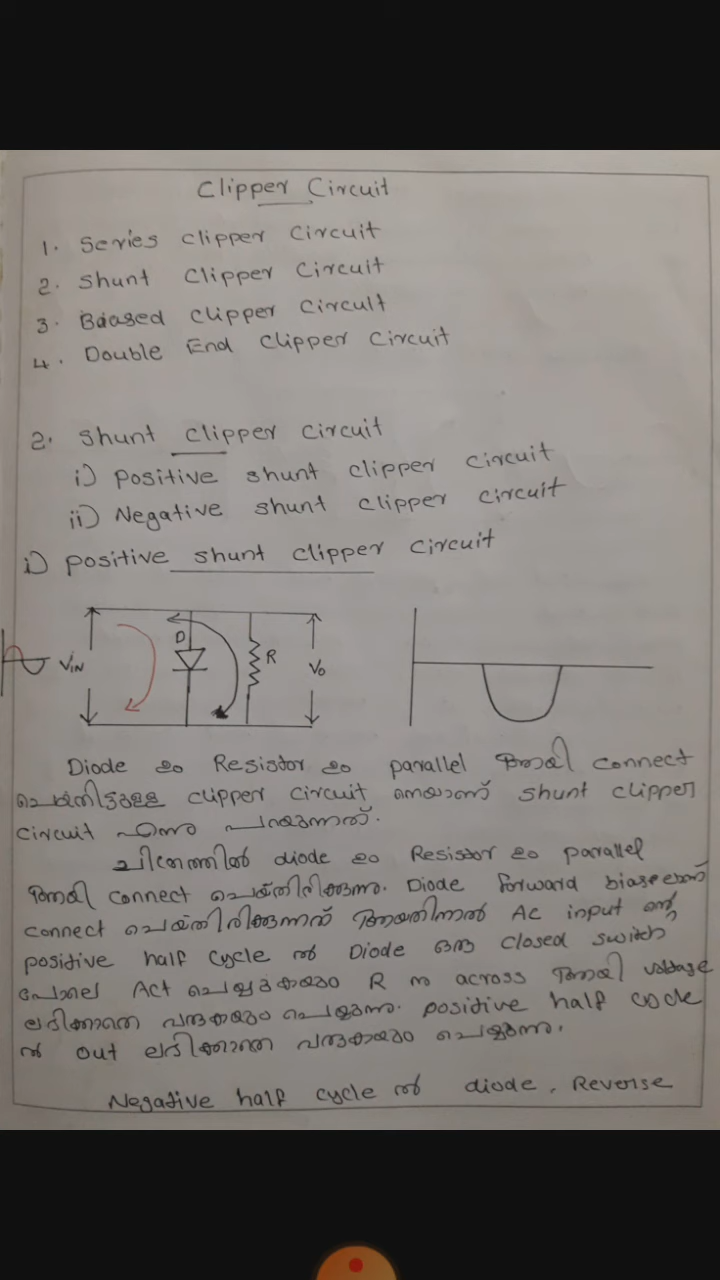 Clipper Circuit
1. Series Clipper Circuit
2. Shunt Clipper Circuit
3. Biased Clipper Circuit
4. Double End Clipper Circuit
2. Shunt Clipper Circuit
i) Positive shunt clipper circuit
ii) Negative shunt clipper circuit
i) positive shunt clipper circuit
D
R
VIN
Vo
Diode ഉം Resistor ഉം parallel ആയി connect
ചെയ്തിട്ടുള്ള clipper circuit നെയാണ് shunt clipper
circuit എന്നു പറയുന്നത്.
ചിത്രത്തിൽ diode ഉം Resistor ഉം parallel
ആയി connect ചെയ്തിരിക്കുന്നു. Diode forward bias
connect ചെയ്തിരിക്കുന്നത് ആയതിനാൽ Ac input ന്റെ
positive half cycle ൽ Diode ഒരു closed switch
പോലെ Act ചെയ്യുകയും R ന് across ആയി voltage
ലഭിക്കാതെ വരുകയും ചെയ്യുന്നു. positive half cycle
ൽ out ലഭിക്കാതെ വരുകയും ചെയ്യുന്നു.
Negative half cycle ൽ diode, Reverse